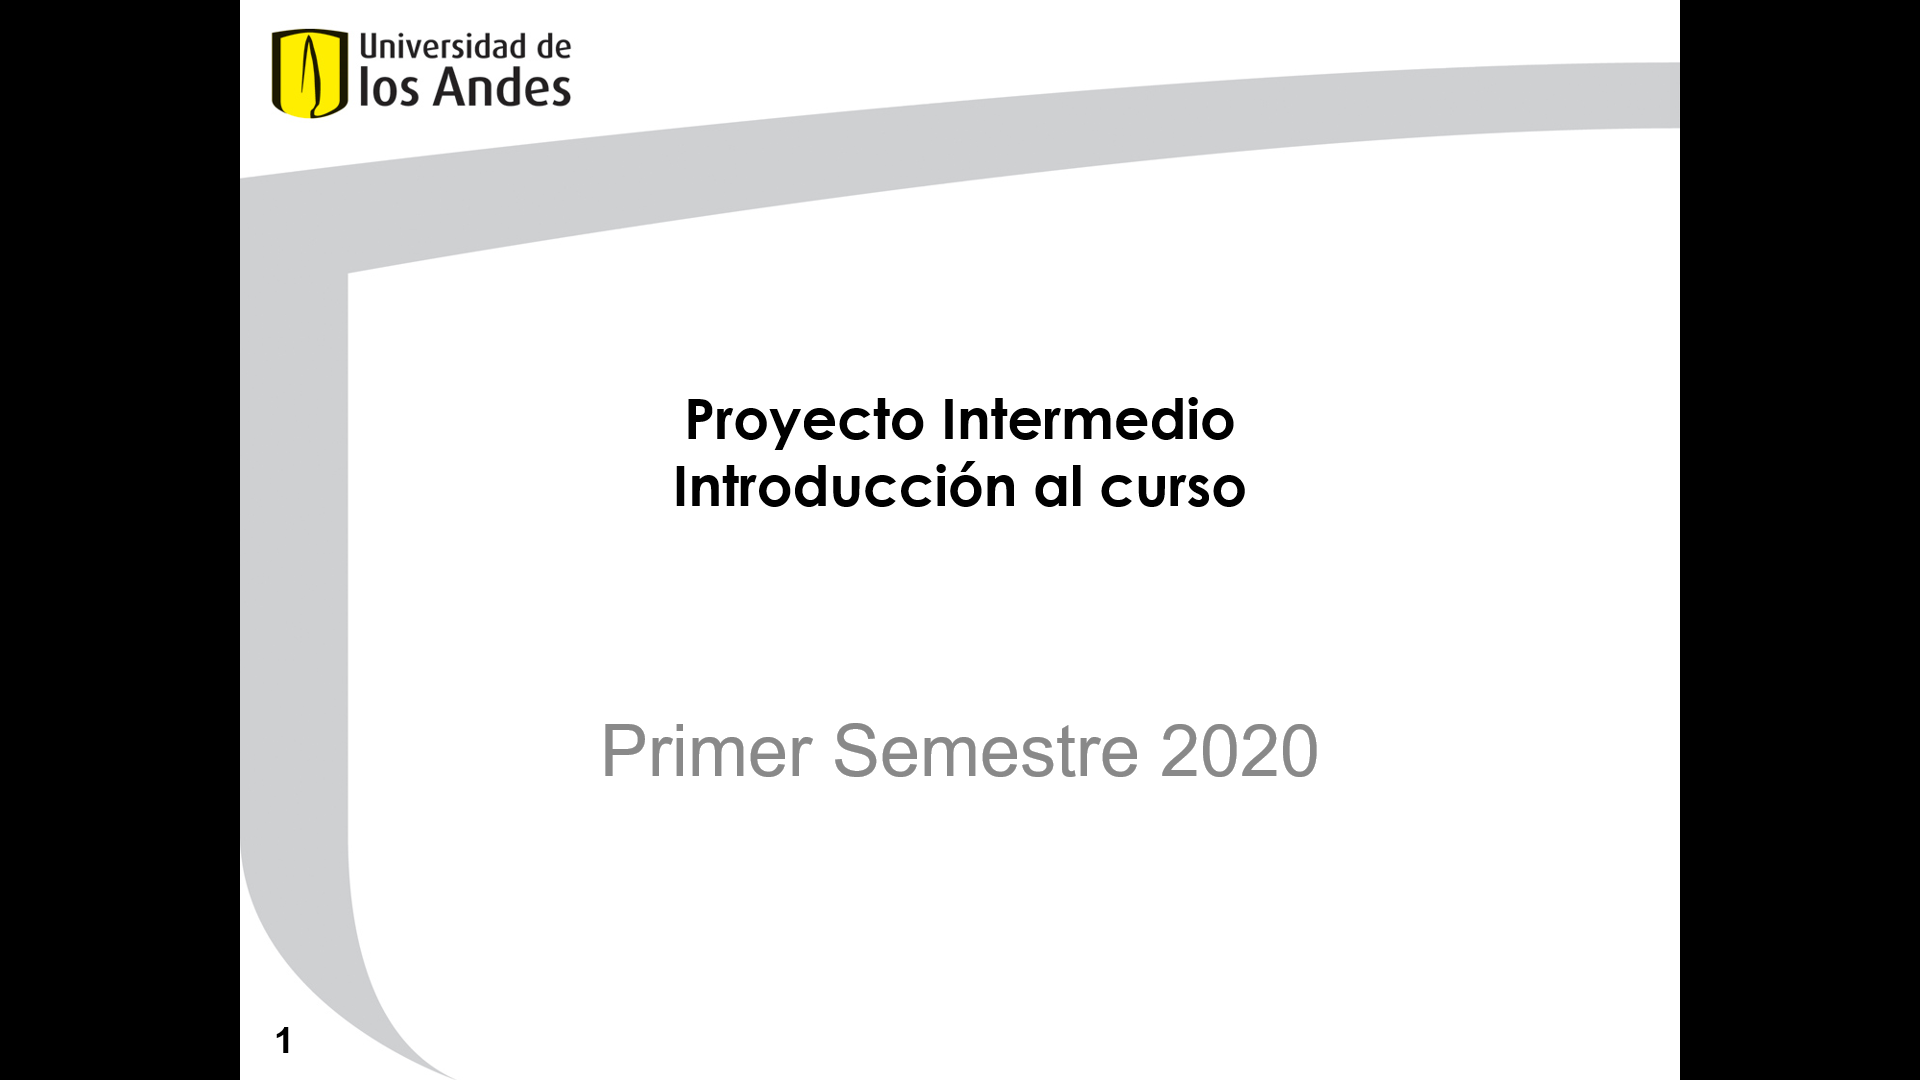 Universidad de
los Andes
Proyecto Intermedio
Introducción al curso
Primer Semestre 2020
1